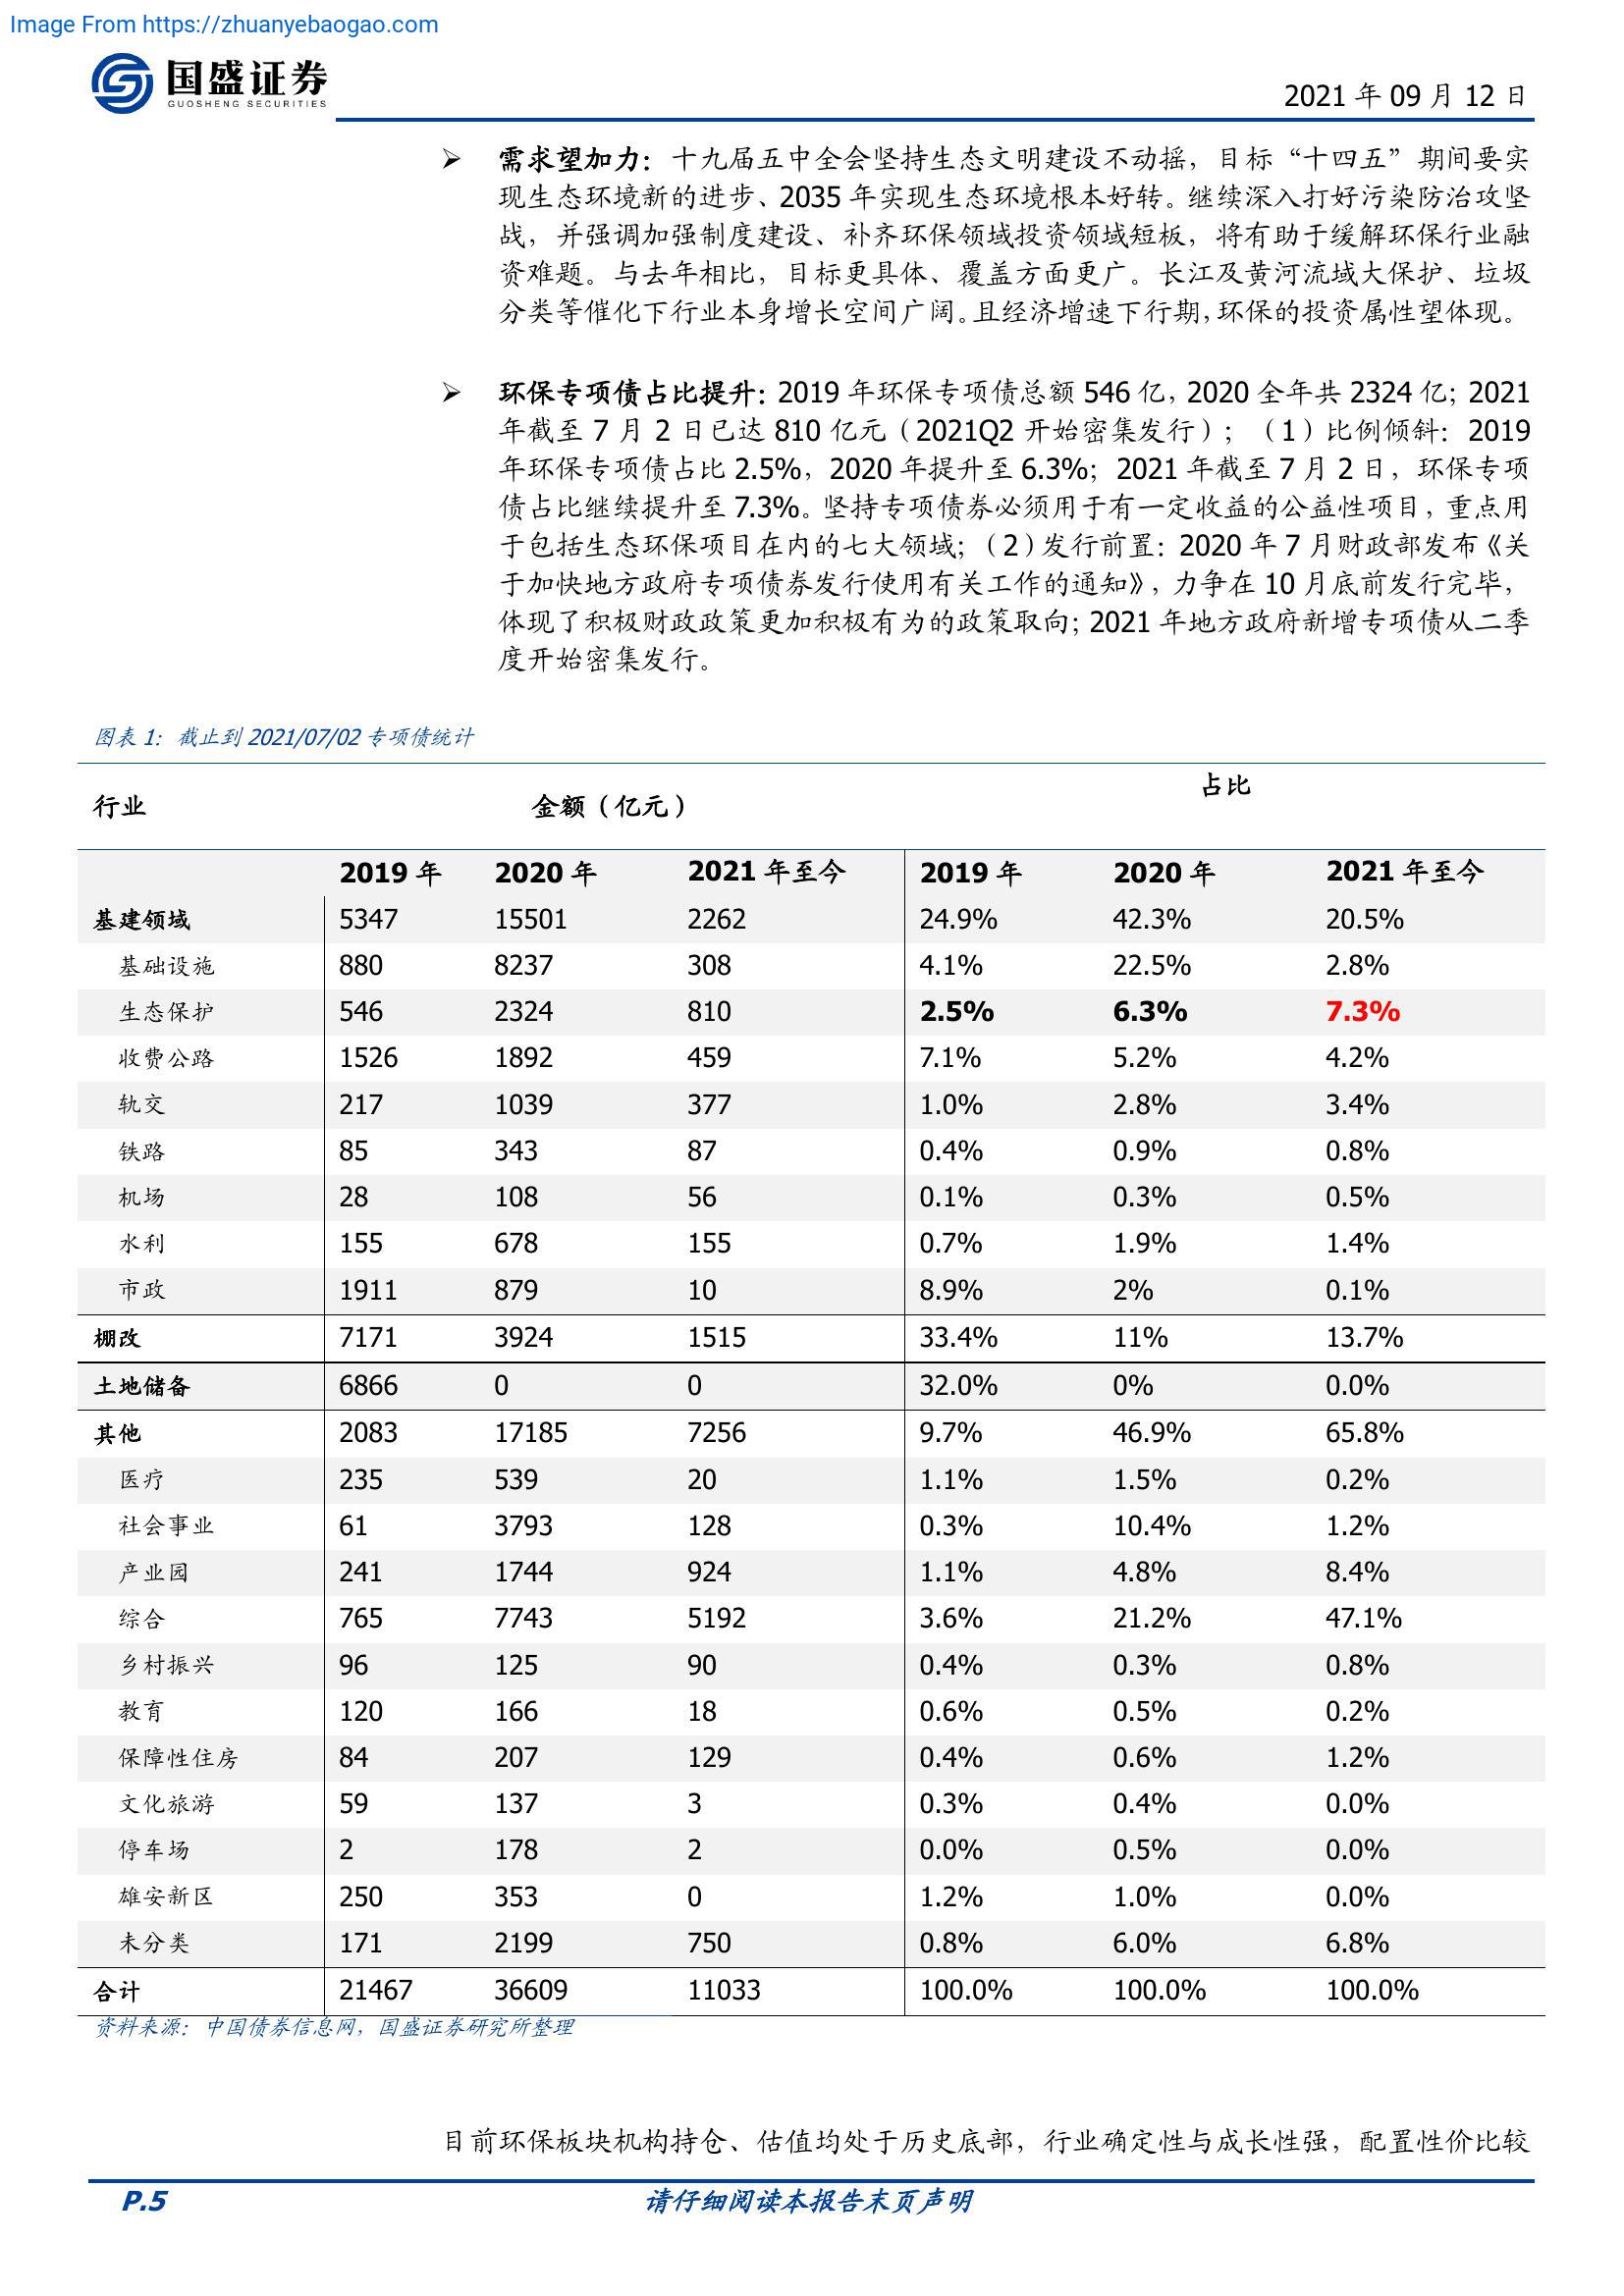 Image From https://zhuanyebaogao.com
国盛证券
GUOSHENG SECURITIES
2021 年 09 月 12 日
➢ 需求望加力：十九届五中全会坚持生态文明建设不动摇，目标“十四五”期间要实
现生态环境新的进步、2035 年实现生态环境根本好转。继续深入打好污染防治攻坚
战，并强调加强制度建设、补齐环保领域投资领域短板，将有助于缓解环保行业融
资难题。与去年相比，目标更具体、覆盖方面更广。长江及黄河流域大保护、垃圾
分类等催化下行业本身增长空间广阔。且经济增速下行期，环保的投资属性望体现。
➢ 环保专项债占比提升：2019 年环保专项债总额 546 亿，2020 全年共 2324 亿；2021
年截至 7 月 2 日已达 810 亿元（2021Q2 开始密集发行）；（1）比例倾斜：2019
年环保专项债占比 2.5%，2020 年提升至 6.3%；2021 年截至 7 月 2 日，环保专项
债占比继续提升至 7.3%。坚持专项债券必须用于有一定收益的公益性项目，重点用
于包括生态环保项目在内的七大领域；（2）发行前置：2020 年 7 月财政部发布《关
于加快地方政府专项债券发行使用有关工作的通知》，力争在 10 月底前发行完毕，
体现了积极财政政策更加积极有为的政策取向；2021 年地方政府新增专项债从二季
度开始密集发行。
图表 1：截止到 2021/07/02 专项债统计
行业 金额（亿元） 占比
2019 年 2020 年 2021 年至今 2019 年 2020 年 2021 年至今
基建领域 5347 15501 2262 24.9% 42.3% 20.5%
基础设施 880 8237 308 4.1% 22.5% 2.8%
生态保护 546 2324 810 2.5% 6.3% 7.3%
收费公路 1526 1892 459 7.1% 5.2% 4.2%
轨交 217 1039 377 1.0% 2.8% 3.4%
铁路 85 343 87 0.4% 0.9% 0.8%
机场 28 108 56 0.1% 0.3% 0.5%
水利 155 678 155 0.7% 1.9% 1.4%
市政 1911 879 10 8.9% 2% 0.1%
棚改 7171 3924 1515 33.4% 11% 13.7%
土地储备 6866 0 0 32.0% 0% 0.0%
其他 2083 17185 7256 9.7% 46.9% 65.8%
医疗 235 539 20 1.1% 1.5% 0.2%
社会事业 61 3793 128 0.3% 10.4% 1.2%
产业园 241 1744 924 1.1% 4.8% 8.4%
综合 765 7743 5192 3.6% 21.2% 47.1%
乡村振兴 96 125 90 0.4% 0.3% 0.8%
教育 120 166 18 0.6% 0.5% 0.2%
保障性住房 84 207 129 0.4% 0.6% 1.2%
文化旅游 59 137 3 0.3% 0.4% 0.0%
停车场 2 178 2 0.0% 0.5% 0.0%
雄安新区 250 353 0 1.2% 1.0% 0.0%
未分类 171 2199 750 0.8% 6.0% 6.8%
合计 21467 36609 11033 100.0% 100.0% 100.0%
资料来源：中国债券信息网，国盛证券研究所整理
目前环保板块机构持仓、估值均处于历史底部，行业确定性与成长性强，配置性价比较
P.5 请仔细阅读本报告末页声明